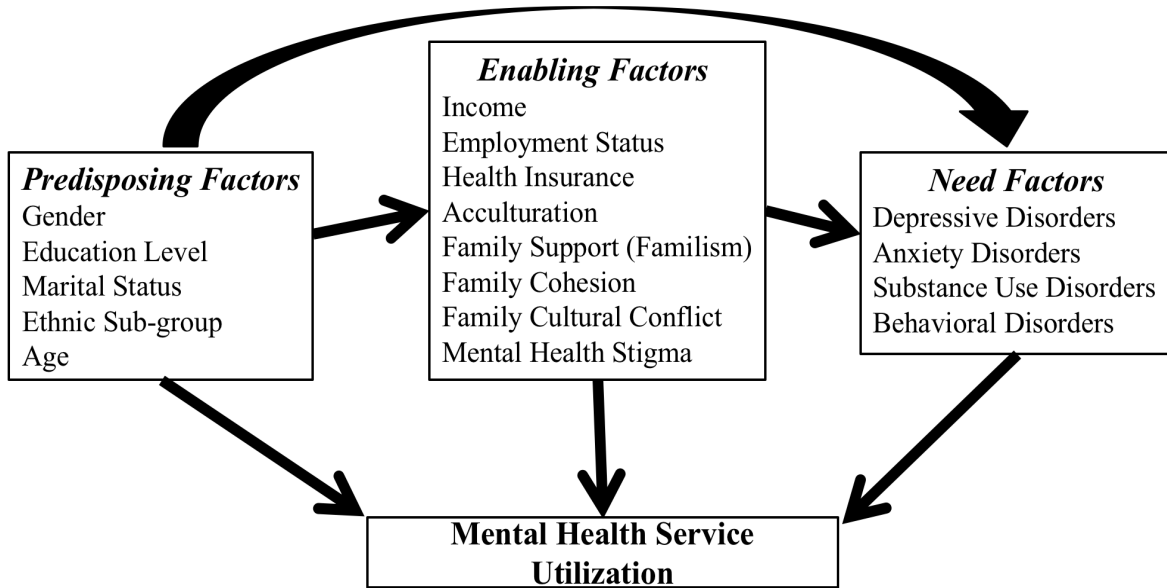 Predisposing Factors
Gender
Education Level
Marital Status
Ethnic Sub-group
Age
Enabling Factors
Income
Employment Status
Health Insurance
Acculturation
Family Support (Familism)
Family Cohesion
Family Cultural Conflict
Mental Health Stigma
Need Factors
Depressive Disorders
Anxiety Disorders
Substance Use Disorders
Behavioral Disorders
Mental Health Service
Utilization